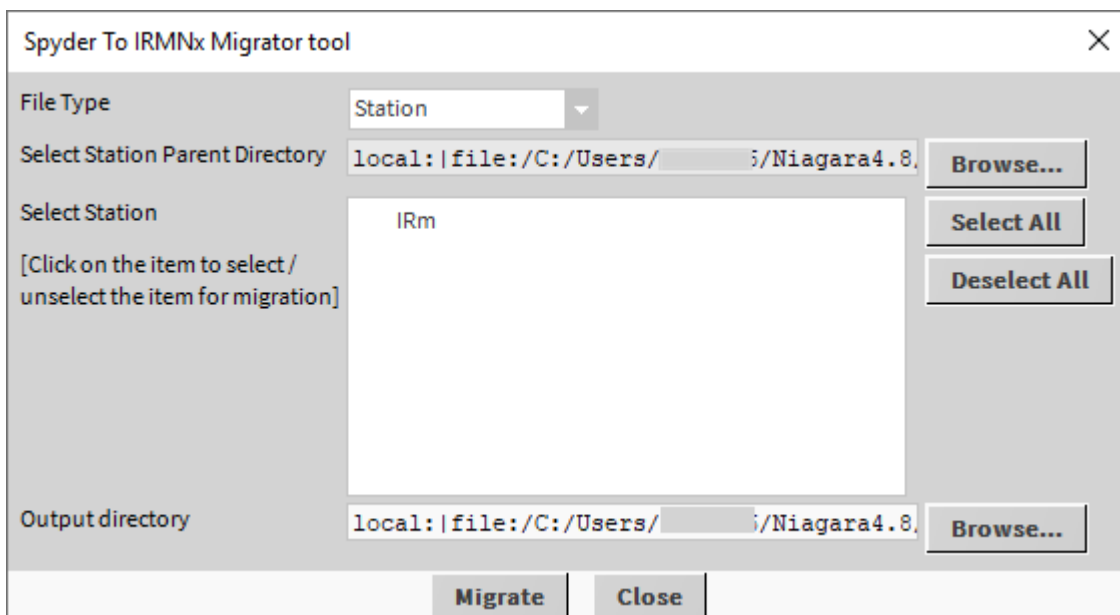 Spyder To IRMNx Migrator tool
File Type
Station
Select Station Parent Directory
local:|file:/C:/Users/ /Niagara4.8,
Browse...
Select Station
IRm
Select All
[Click on the item to select /
unselect the item for migration]
Deselect All
Output directory
local:|file:/C:/Users/ /Niagara4.8,
Browse...
Migrate
Close